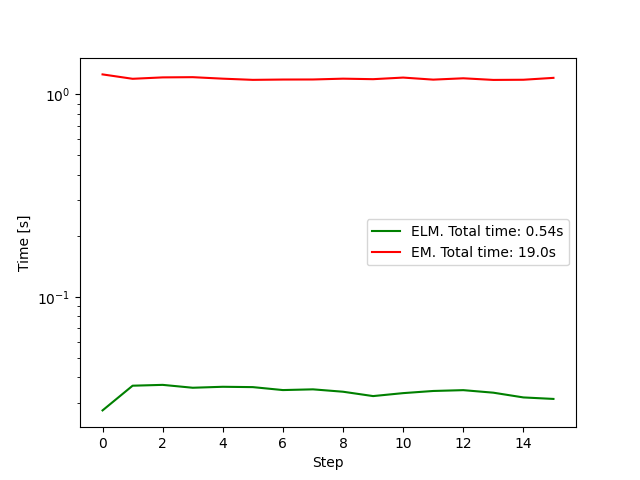 10⁰
10⁻¹
Time [s]
ELM. Total time: 0.54s
EM. Total time: 19.0s
0 2 4 6 8 10 12 14
Step